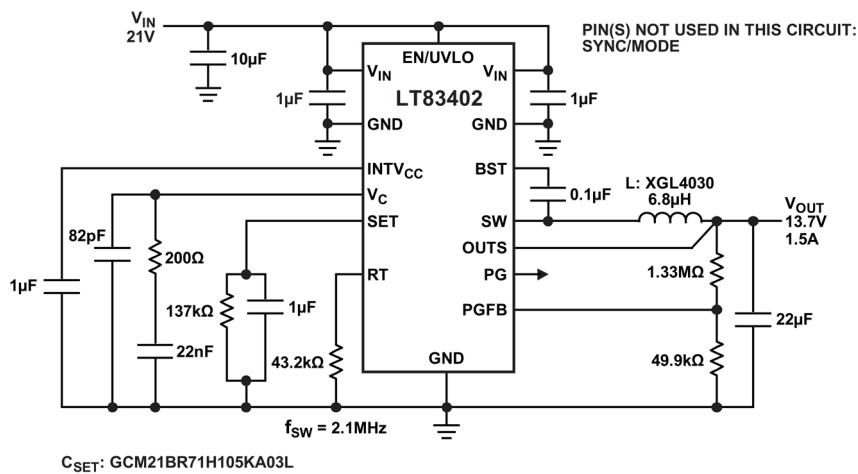 V_IN
21V
10µF
EN/UVLO
PIN(S) NOT USED IN THIS CIRCUIT:
SYNC/MODE
V_IN
V_IN
LT83402
1µF
1µF
GND
GND
INTV_CC
BST
V_C
0.1µF
L: XGL4030
6.8µH
SET
SW
V_OUT
13.7V
1.5A
82pF
200Ω
OUTS
1µF
RT
PG
1.33MΩ
137kΩ
1µF
PGFB
22µF
22nF
43.2kΩ
GND
49.9kΩ
f_SW = 2.1MHz
C_SET: GCM21BR71H105KA03L